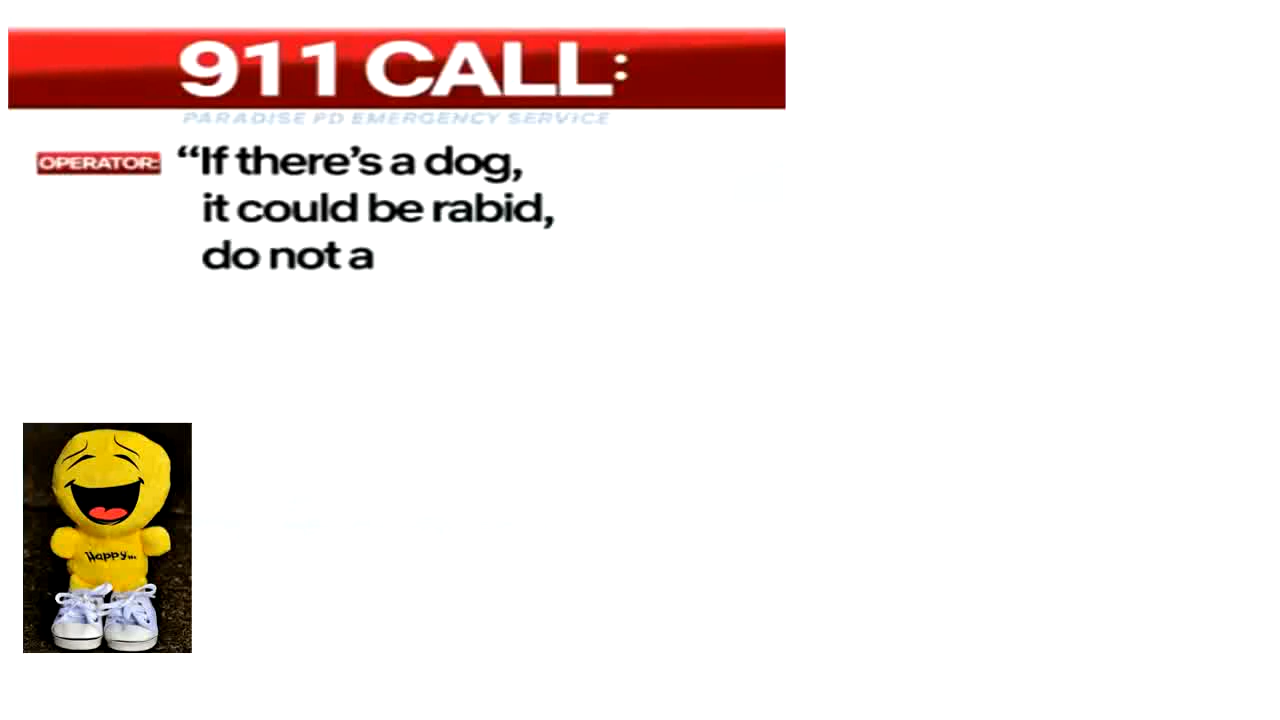 911 CALL:
PARADISE PD EMERGENCY SERVICE
OPERATOR: “If there’s a dog,
it could be rabid,
do not a
Happy...